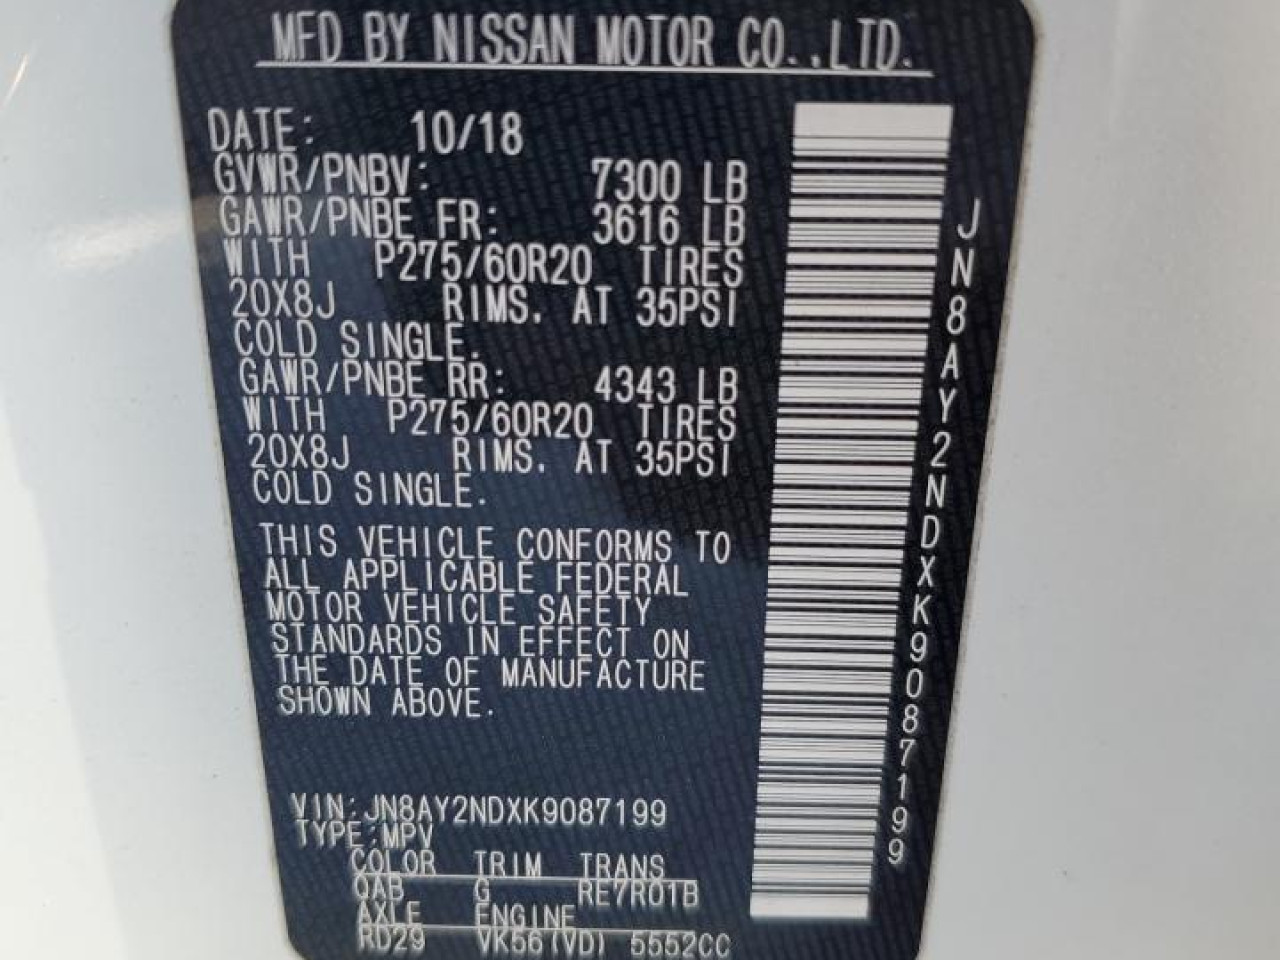 MFD BY NISSAN MOTOR CO.,LTD.
DATE: 10/18
GVWR/PNBV: 7300 LB
GAWR/PNBE FR: 3616 LB
WITH P275/60R20 TIRES
20X8J RIMS. AT 35PSI
COLD SINGLE.
GAWR/PNBE RR: 4343 LB
WITH P275/60R20 TIRES
20X8J RIMS. AT 35PSI
COLD SINGLE.
THIS VEHICLE CONFORMS TO
ALL APPLICABLE FEDERAL
MOTOR VEHICLE SAFETY
STANDARDS IN EFFECT ON
THE DATE OF MANUFACTURE
SHOWN ABOVE.
VIN:JN8AY2NDXK9087199
TYPE:MPV
COLOR TRIM TRANS
QAB G RE7R01B
AXLE ENGINE
RD29 VK56(VD) 5552CC
JN8AY2NDXK9087199